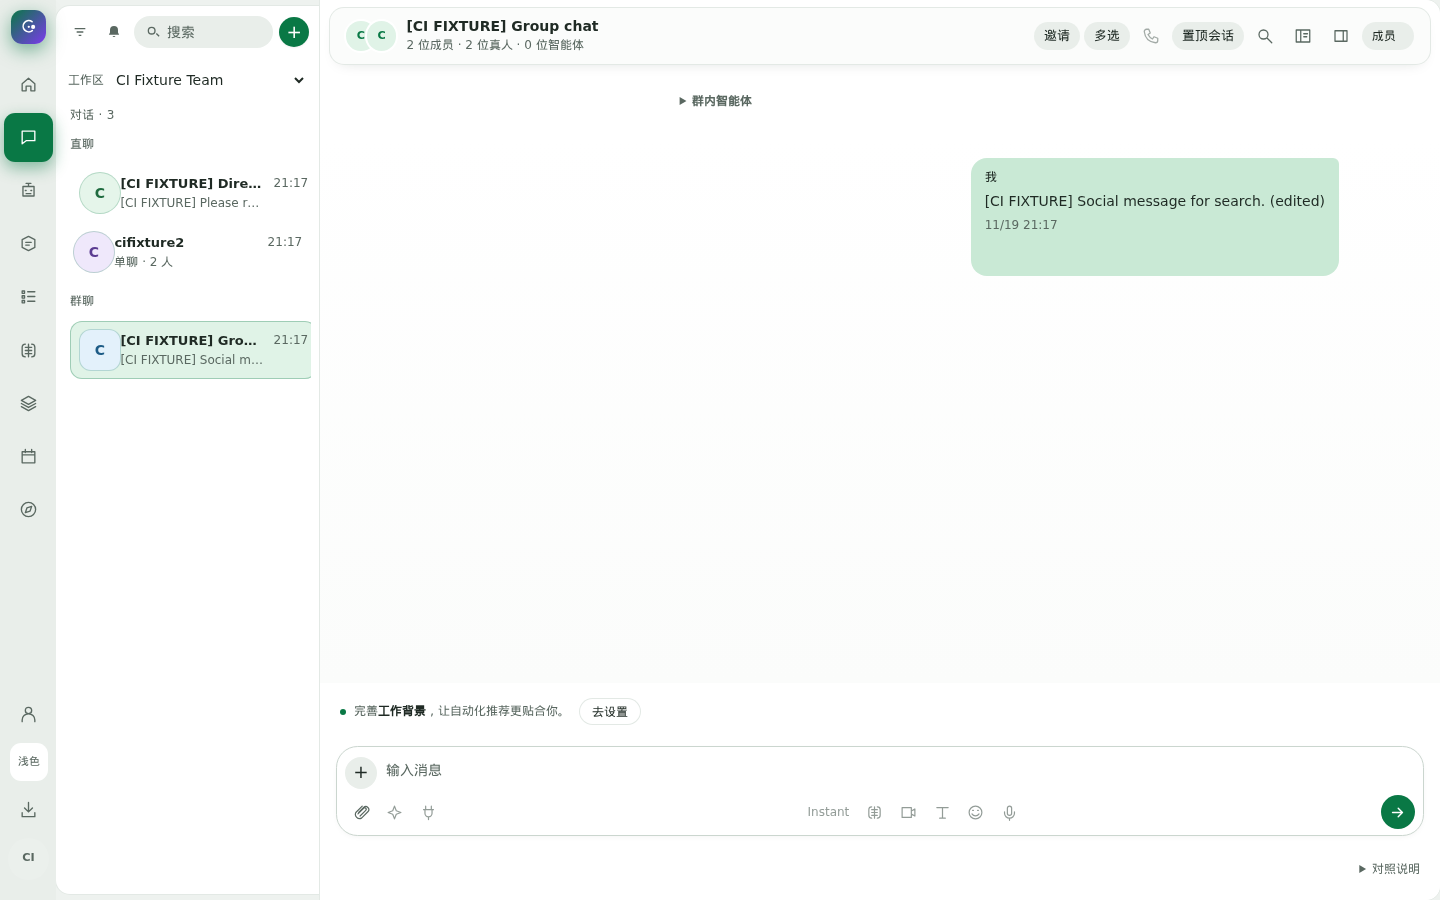 搜索
工作区 CI Fixture Team
对话 · 3
直聊
C [CI FIXTURE] Dire... 21:17
[CI FIXTURE] Please r...
C cifixture2 21:17
单聊 · 2 人
群聊
C [CI FIXTURE] Gro... 21:17
[CI FIXTURE] Social m...
浅色
CI
C C [CI FIXTURE] Group chat
2 位成员 · 2 位真人 · 0 位智能体
邀请 多选 置顶会话 成员
群内智能体
我
[CI FIXTURE] Social message for search. (edited)
11/19 21:17
完善工作背景，让自动化推荐更贴合你。 去设置
输入消息
Instant
对照说明